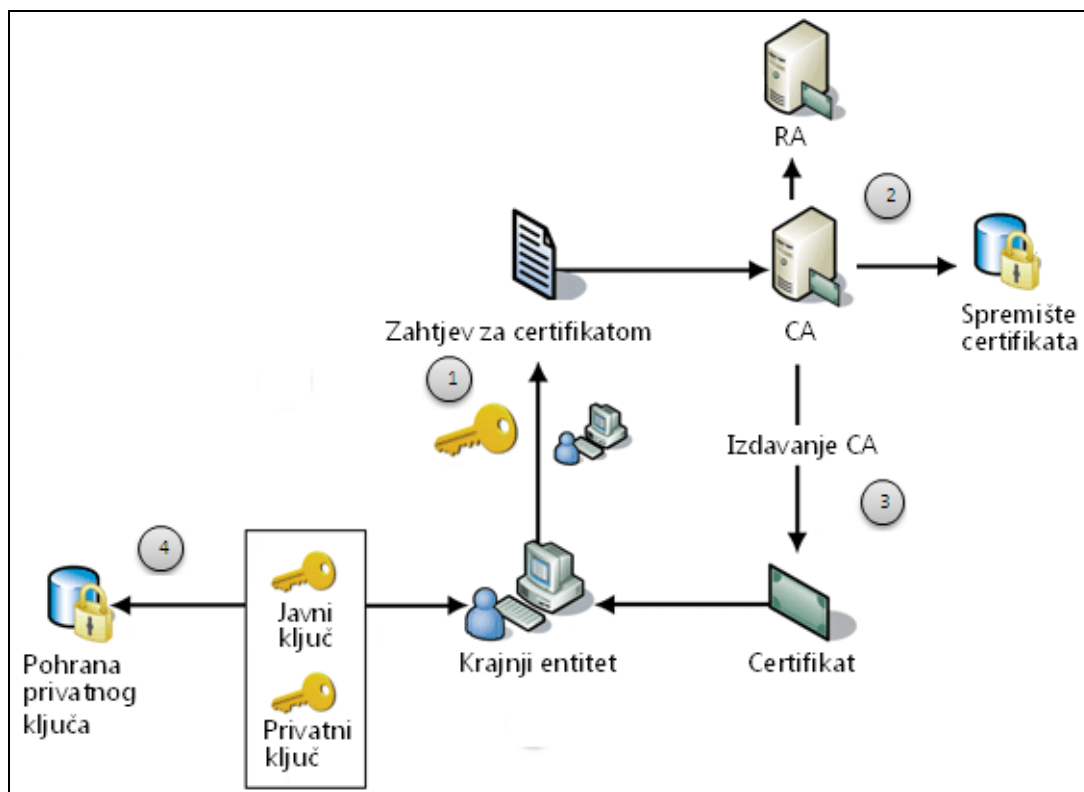 RA
2
Zahtjev za certifikatom
CA
Spremište
certifikata
1
Izdavanje CA
3
4
Javni
ključ
Privatni
ključ
Pohrana
privatnog
ključa
Krajnji entitet
Certifikat